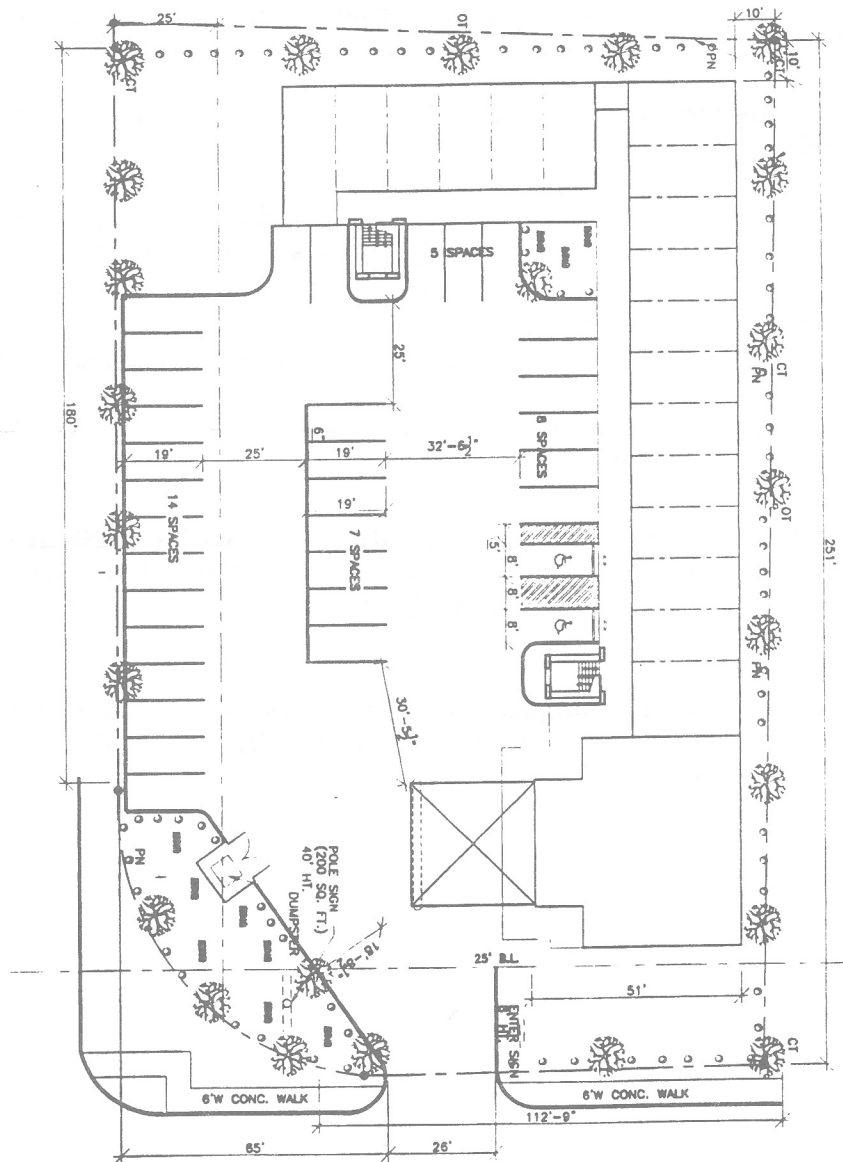 25'
OT
10'
10'
CT
PN
CT
5 SPACES
25'
CT
PN
180'
6"
8 SPACES
32'-6½"
19'
25'
19'
19'
14 SPACES
7 SPACES
OT
251'
5'
8'
8'
8'
PN
30'-5½"
PN
POLE SIGN
(200 SQ. FT.)
40' HT.
DUMPSTER
25' B.L.
51'
ENTER SIGN
8' HT.
CT
6'W CONC. WALK
6'W CONC. WALK
112'-9"
65'
26'